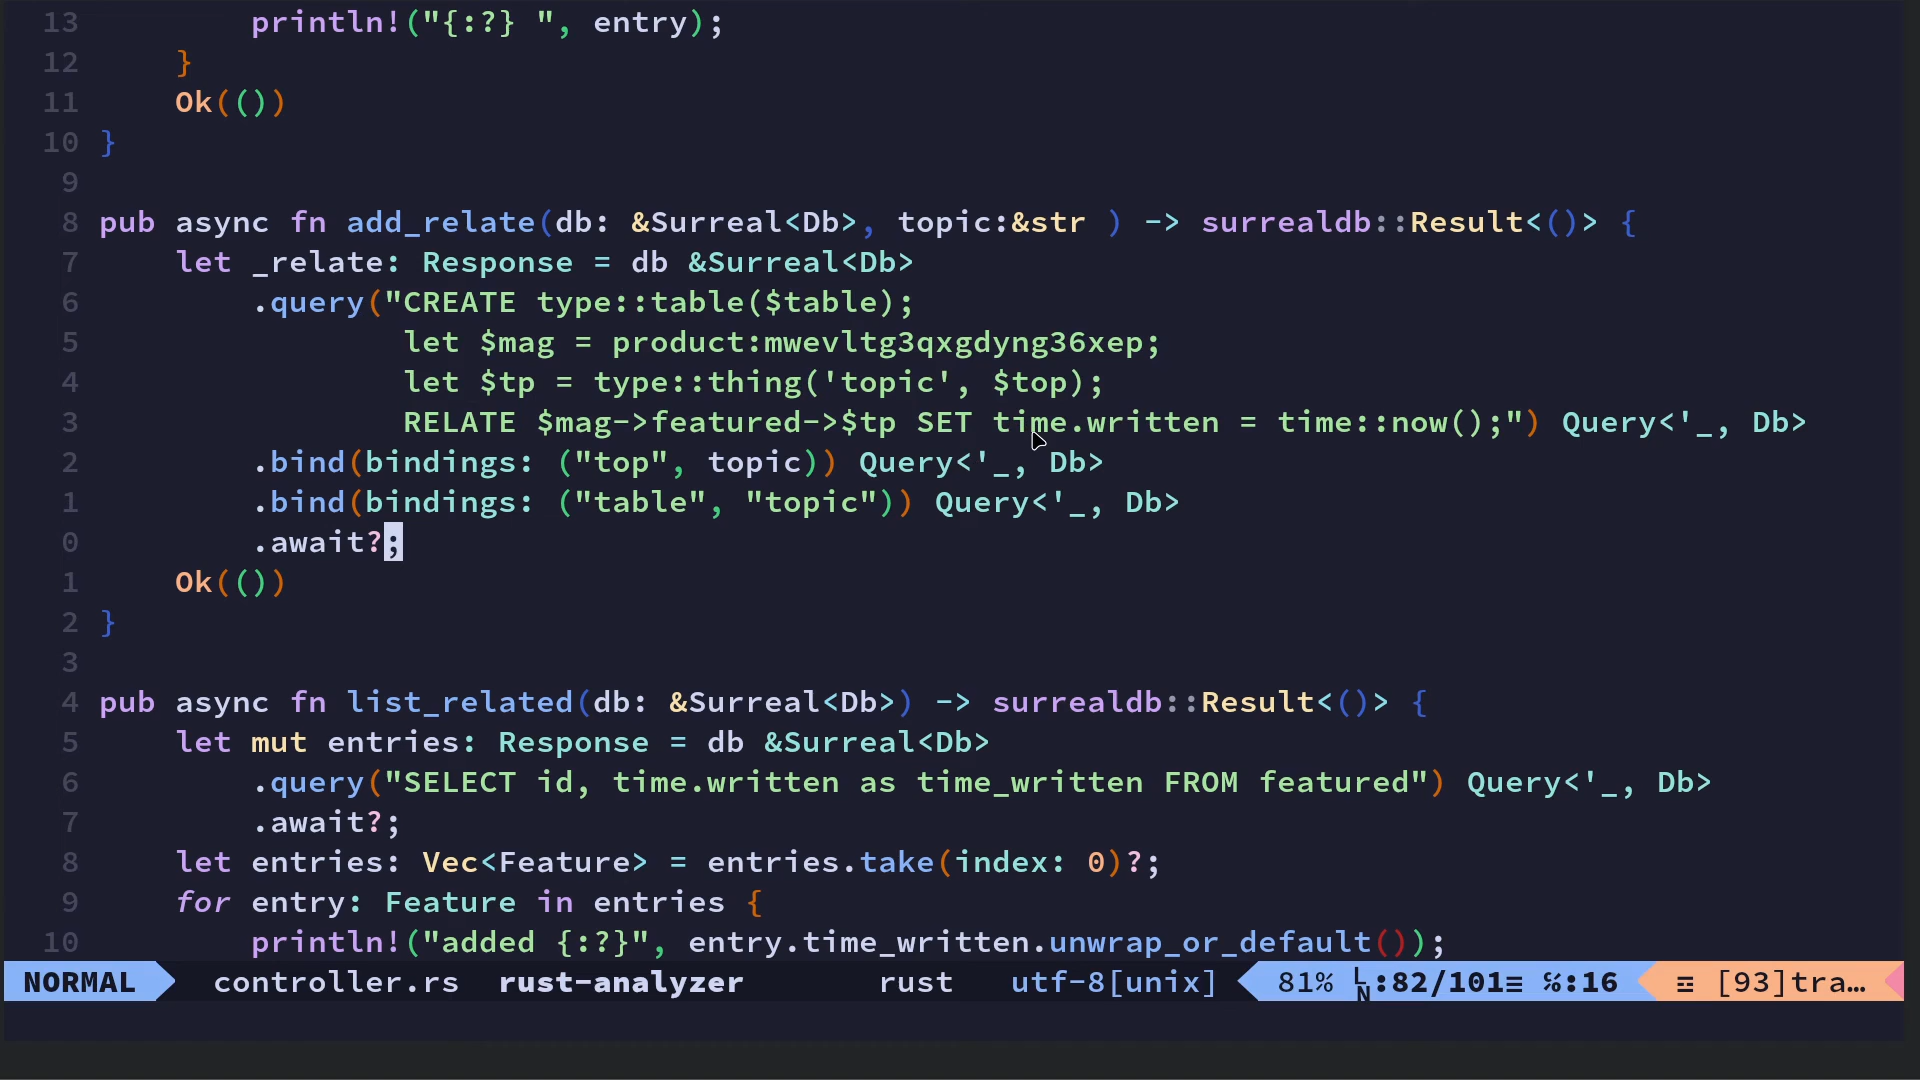 13         println!("{:?} ", entry);
12     }
11     Ok(())
10 }
9
8 pub async fn add_relate(db: &Surreal<Db>, topic:&str ) -> surrealdb::Result<()> {
7     let _relate: Response = db &Surreal<Db>
6         .query("CREATE type::table($table);
5                 let $mag = product:mwevltg3qxgdyng36xep;
4                 let $tp = type::thing('topic', $top);
3                 RELATE $mag->featured->$tp SET time.written = time::now();") Query<'_, Db>
2         .bind(bindings: ("top", topic)) Query<'_, Db>
1         .bind(bindings: ("table", "topic")) Query<'_, Db>
0         .await?;
1     Ok(())
2 }
3
4 pub async fn list_related(db: &Surreal<Db>) -> surrealdb::Result<()> {
5     let mut entries: Response = db &Surreal<Db>
6         .query("SELECT id, time.written as time_written FROM featured") Query<'_, Db>
7         .await?;
8     let entries: Vec<Feature> = entries.take(index: 0)?;
9     for entry: Feature in entries {
10         println!("added {:?}", entry.time_written.unwrap_or_default());
NORMAL controller.rs rust-analyzer rust utf-8[unix] 81% LN:82/101≡ ℅:16 ☲ [93]tra…